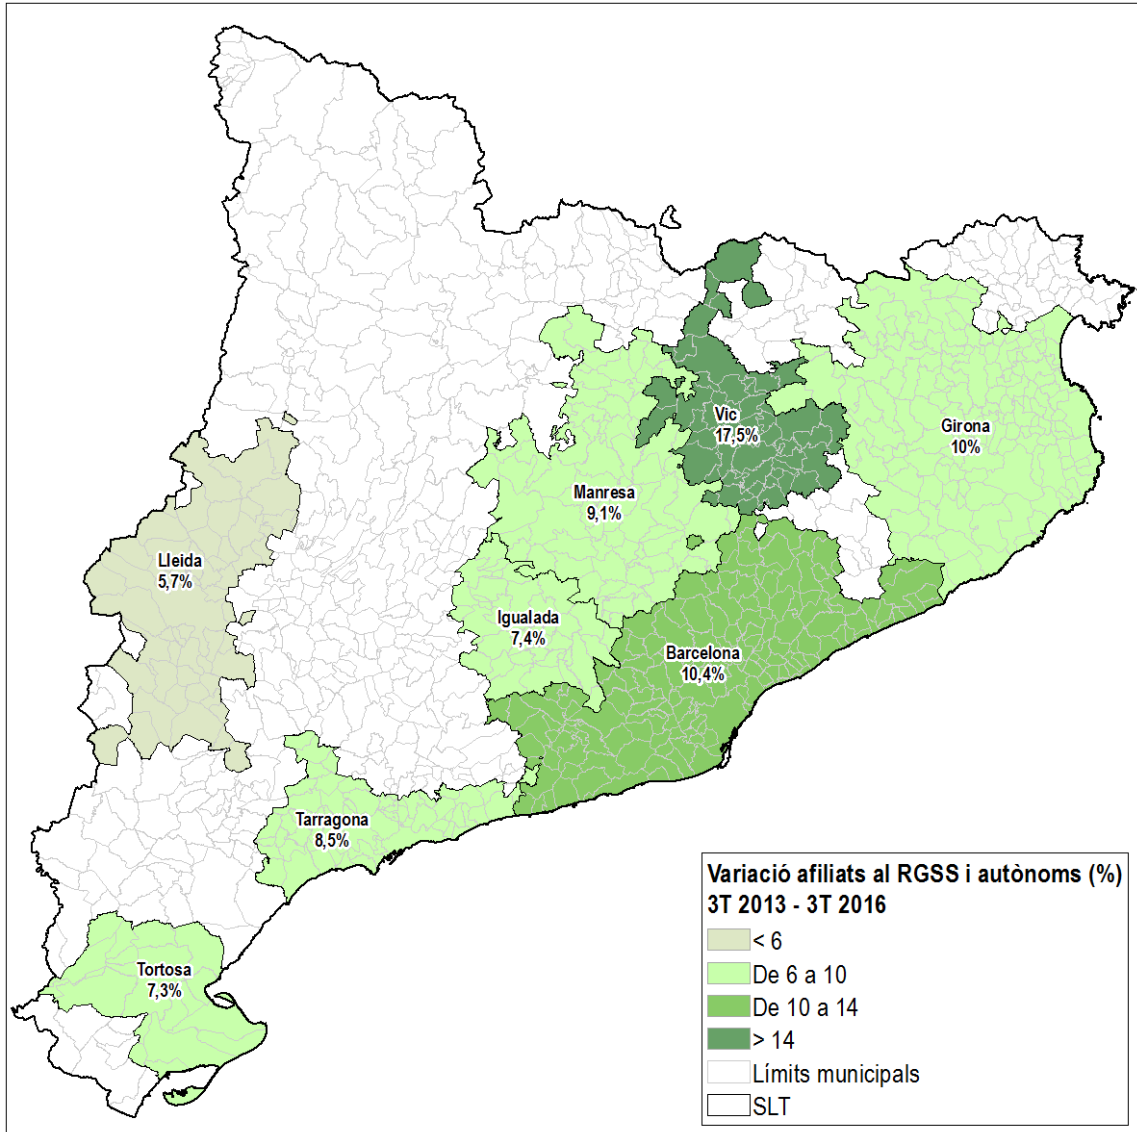 Vic
17,5%
Girona
10%
Manresa
9,1%
Lleida
5,7%
Igualada
7,4%
Barcelona
10,4%
Tarragona
8,5%
Tortosa
7,3%
Variació afiliats al RGSS i autònoms (%)
3T 2013 - 3T 2016
< 6
De 6 a 10
De 10 a 14
> 14
Límits municipals
SLT